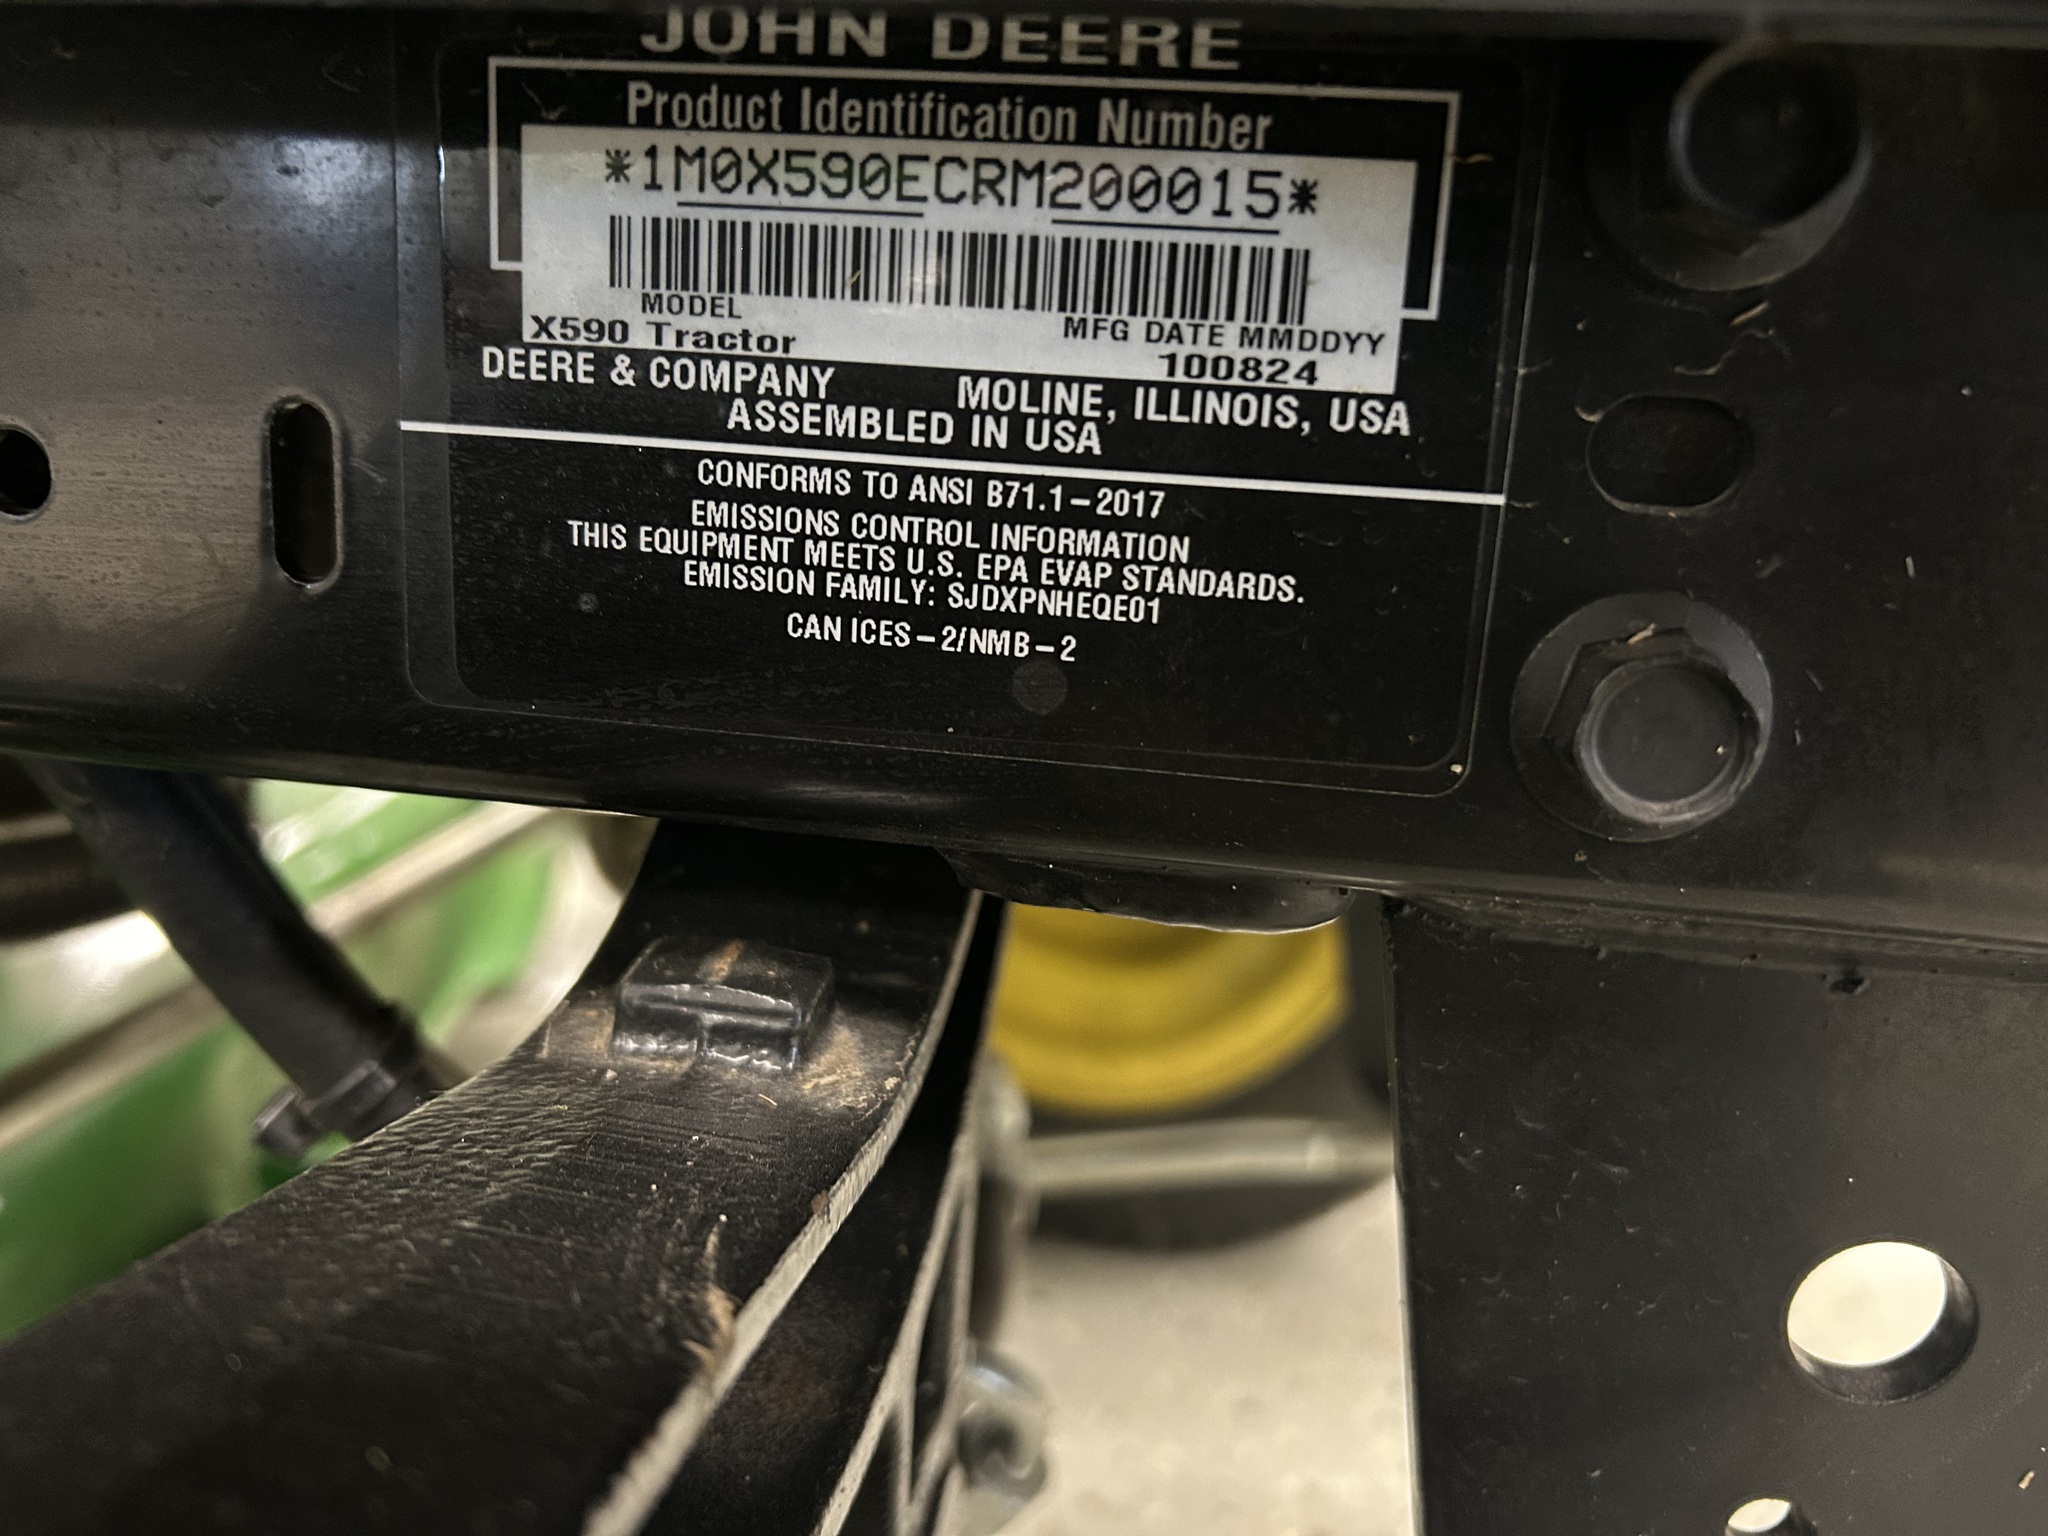 JOHN DEERE
Product Identification Number
*1M0X590ECRM200015*
MODEL MFG DATE MMDDYY
X590 Tractor 100824
DEERE & COMPANY MOLINE, ILLINOIS, USA
ASSEMBLED IN USA
CONFORMS TO ANSI B71.1-2017
EMISSIONS CONTROL INFORMATION
THIS EQUIPMENT MEETS U.S. EPA EVAP STANDARDS.
EMISSION FAMILY: SJDXPNHEQE01
CAN ICES-2/NMB-2